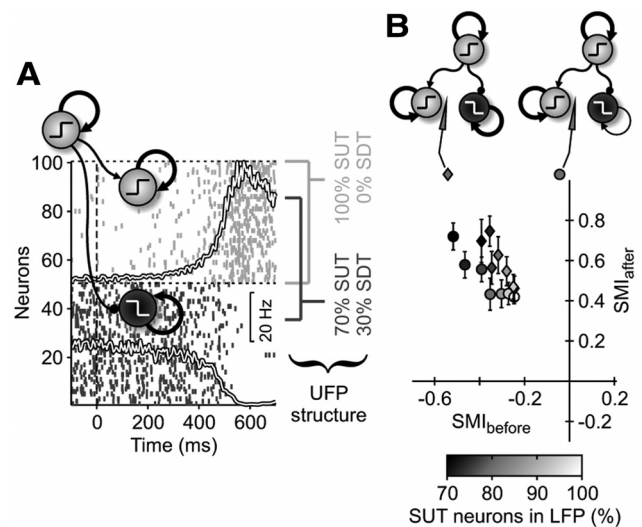 A
100
80
60
40
20
Neurons
0
200
400
600
Time (ms)
20 Hz
100% SUT
0% SDT
70% SUT
30% SDT
UFP
structure
B
0.8
0.6
0.4
0.2
-0.2
SMIafter
-0.6
-0.2
0.2
SMIbefore
70
80
90
100
SUT neurons in LFP (%)